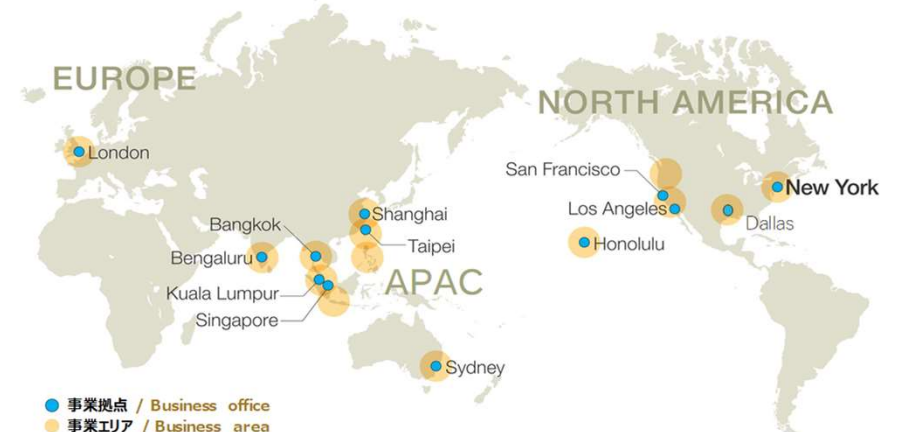 EUROPE
NORTH AMERICA
London
San Francisco
New York
Los Angeles
Shanghai
Bangkok
Dallas
Taipei
Honolulu
Bengaluru
APAC
Kuala Lumpur
Singapore
Sydney
事業拠点 / Business office
事業エリア / Business area